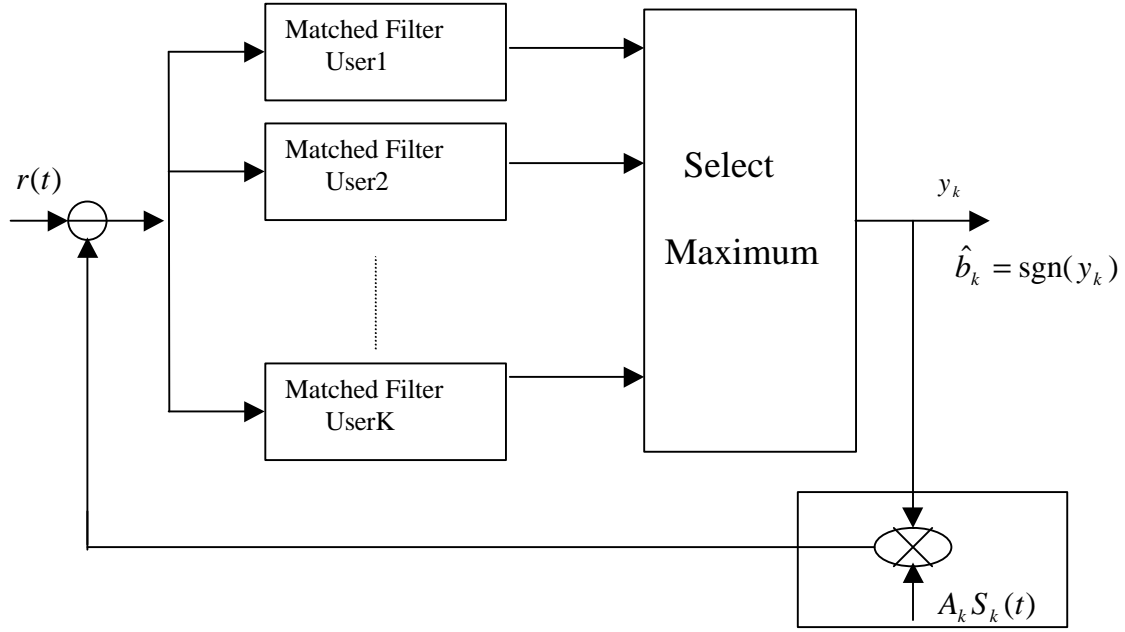 Matched Filter
User1
Matched Filter
User2
r(t)
Select
Maximum
y_k
b̂_k = sgn(y_k)
Matched Filter
UserK
A_k S_k(t)